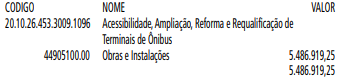 CODIGO NOME VALOR
20.10.26.453.3009.1096 Acessibilidade, Ampliação, Reforma e Requalificação de
Terminais de Ônibus
44905100.00 Obras e Instalações 5.486.919,25
5.486.919,25